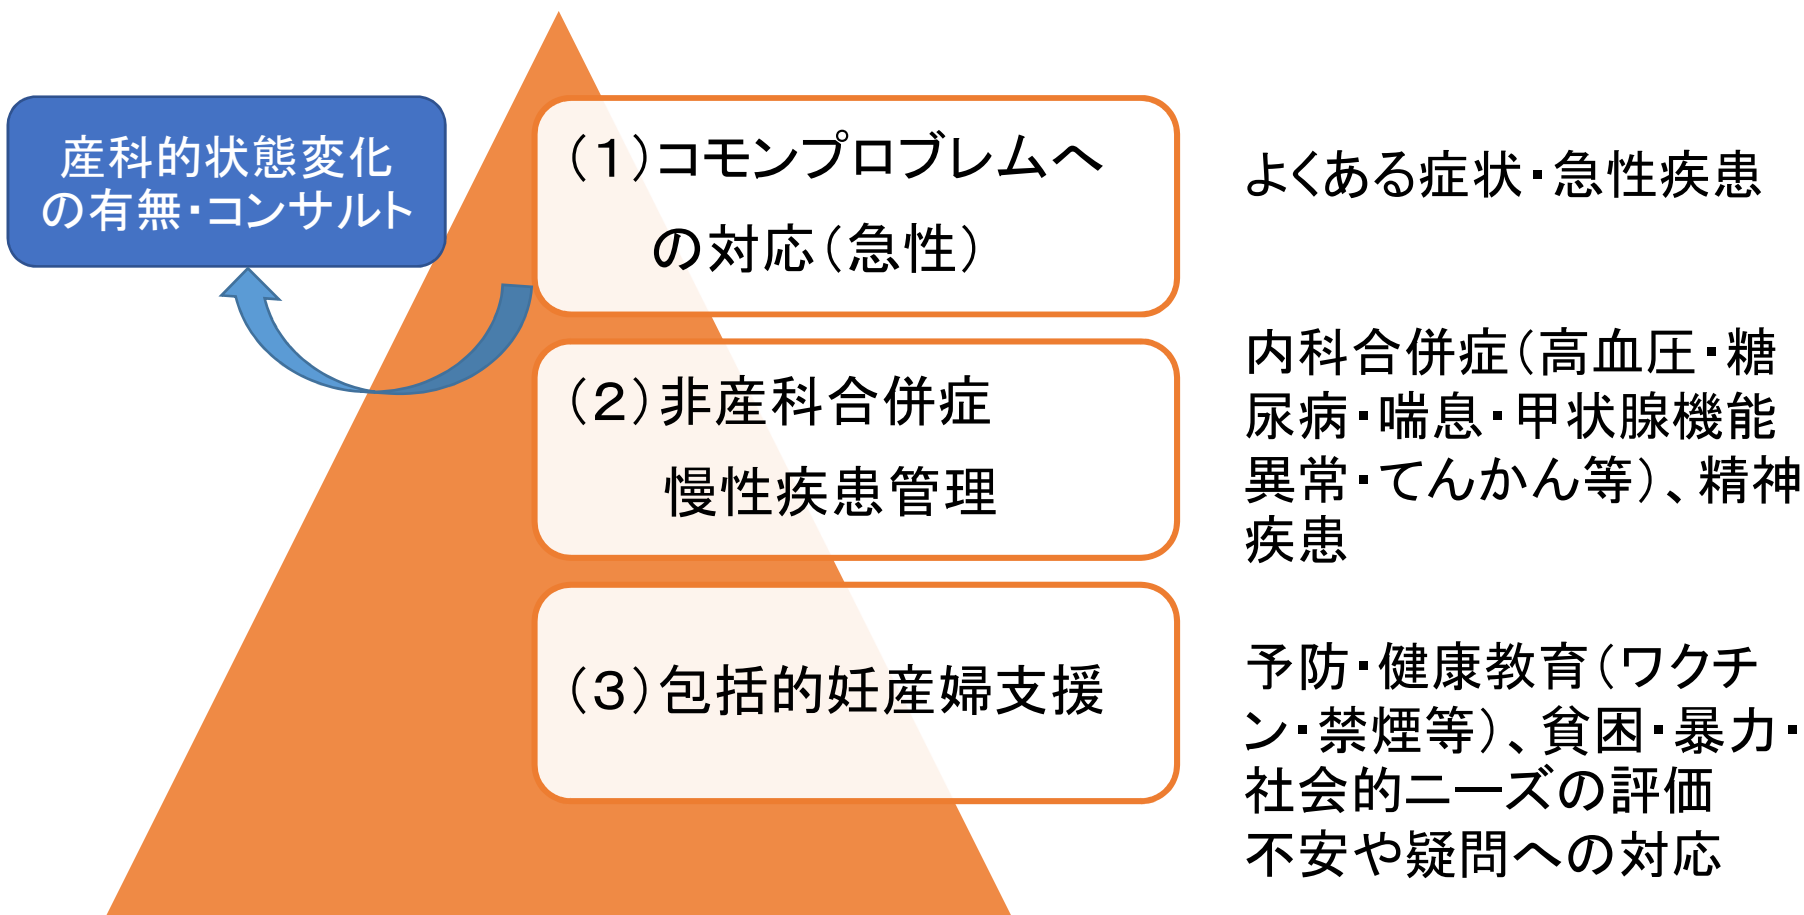 産科的状態変化
の有無・コンサルト
（１）コモンプロブレムへ
の対応（急性）
よくある症状・急性疾患
（２）非産科合併症
慢性疾患管理
内科合併症（高血圧・糖
尿病・喘息・甲状腺機能
異常・てんかん等）、精神
疾患
（３）包括的妊産婦支援
予防・健康教育（ワクチ
ン・禁煙等）、貧困・暴力・
社会的ニーズの評価
不安や疑問への対応